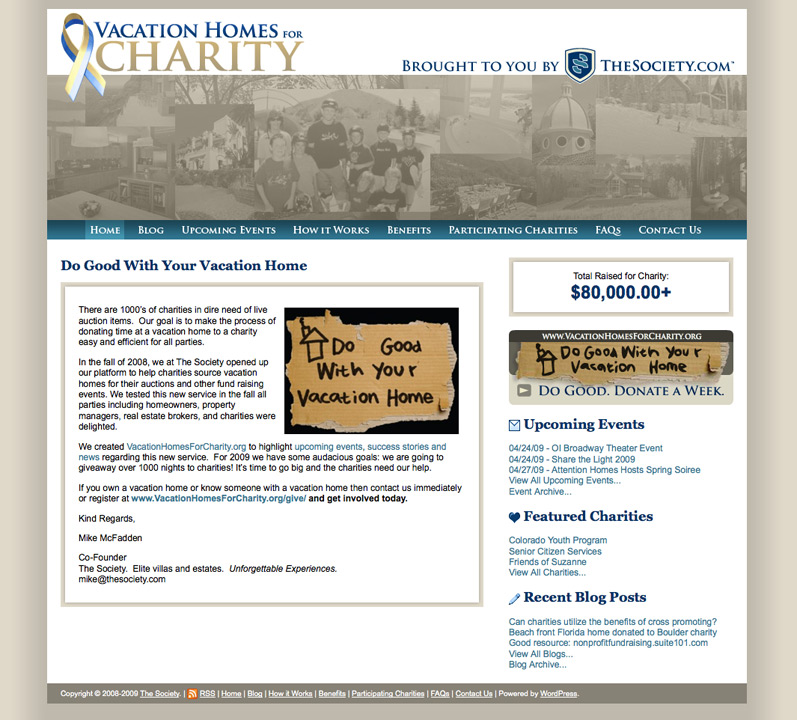 VACATION HOMES FOR
CHARITY
BROUGHT TO YOU BY THESOCIETY.COM™
HOME BLOG UPCOMING EVENTS HOW IT WORKS BENEFITS PARTICIPATING CHARITIES FAQS CONTACT US
Do Good With Your Vacation Home
There are 1000's of charities in dire need of live
auction items. Our goal is to make the process of
donating time at a vacation home to a charity
easy and efficient for all parties.
In the fall of 2008, we at The Society opened up
our platform to help charities source vacation
homes for their auctions and other fund raising
events. We tested this new service in the fall all
parties including homeowners, property
managers, real estate brokers, and charities were
delighted.
Do Good
With Your
Vacation Home
We created VacationHomesForCharity.org to highlight upcoming events, success stories and
news regarding this new service. For 2009 we have some audacious goals: we are going to
giveaway over 1000 nights to charities! It's time to go big and the charities need our help.
If you own a vacation home or know someone with a vacation home then contact us immediately
or register at www.VacationHomesForCharity.org/give/ and get involved today.
Kind Regards,
Mike McFadden
Co-Founder
The Society. Elite villas and estates. Unforgettable Experiences.
mike@thesociety.com
Total Raised for Charity:
$80,000.00+
WWW.VACATIONHOMESFORCHARITY.ORG
Do Good With Your
Vacation Home
DO GOOD. DONATE A WEEK.
Upcoming Events
04/24/09 - OI Broadway Theater Event
04/24/09 - Share the Light 2009
04/27/09 - Attention Homes Hosts Spring Soiree
View All Upcoming Events...
Event Archive...
Featured Charities
Colorado Youth Program
Senior Citizen Services
Friends of Suzanne
View All Charities...
Recent Blog Posts
Can charities utilize the benefits of cross promoting?
Beach front Florida home donated to Boulder charity
Good resource: nonprofitfundraising.suite101.com
View All Blogs...
Blog Archive...
Copyright © 2008-2009 The Society. | RSS | Home | Blog | How it Works | Benefits | Participating Charities | FAQs | Contact Us | Powered by WordPress.